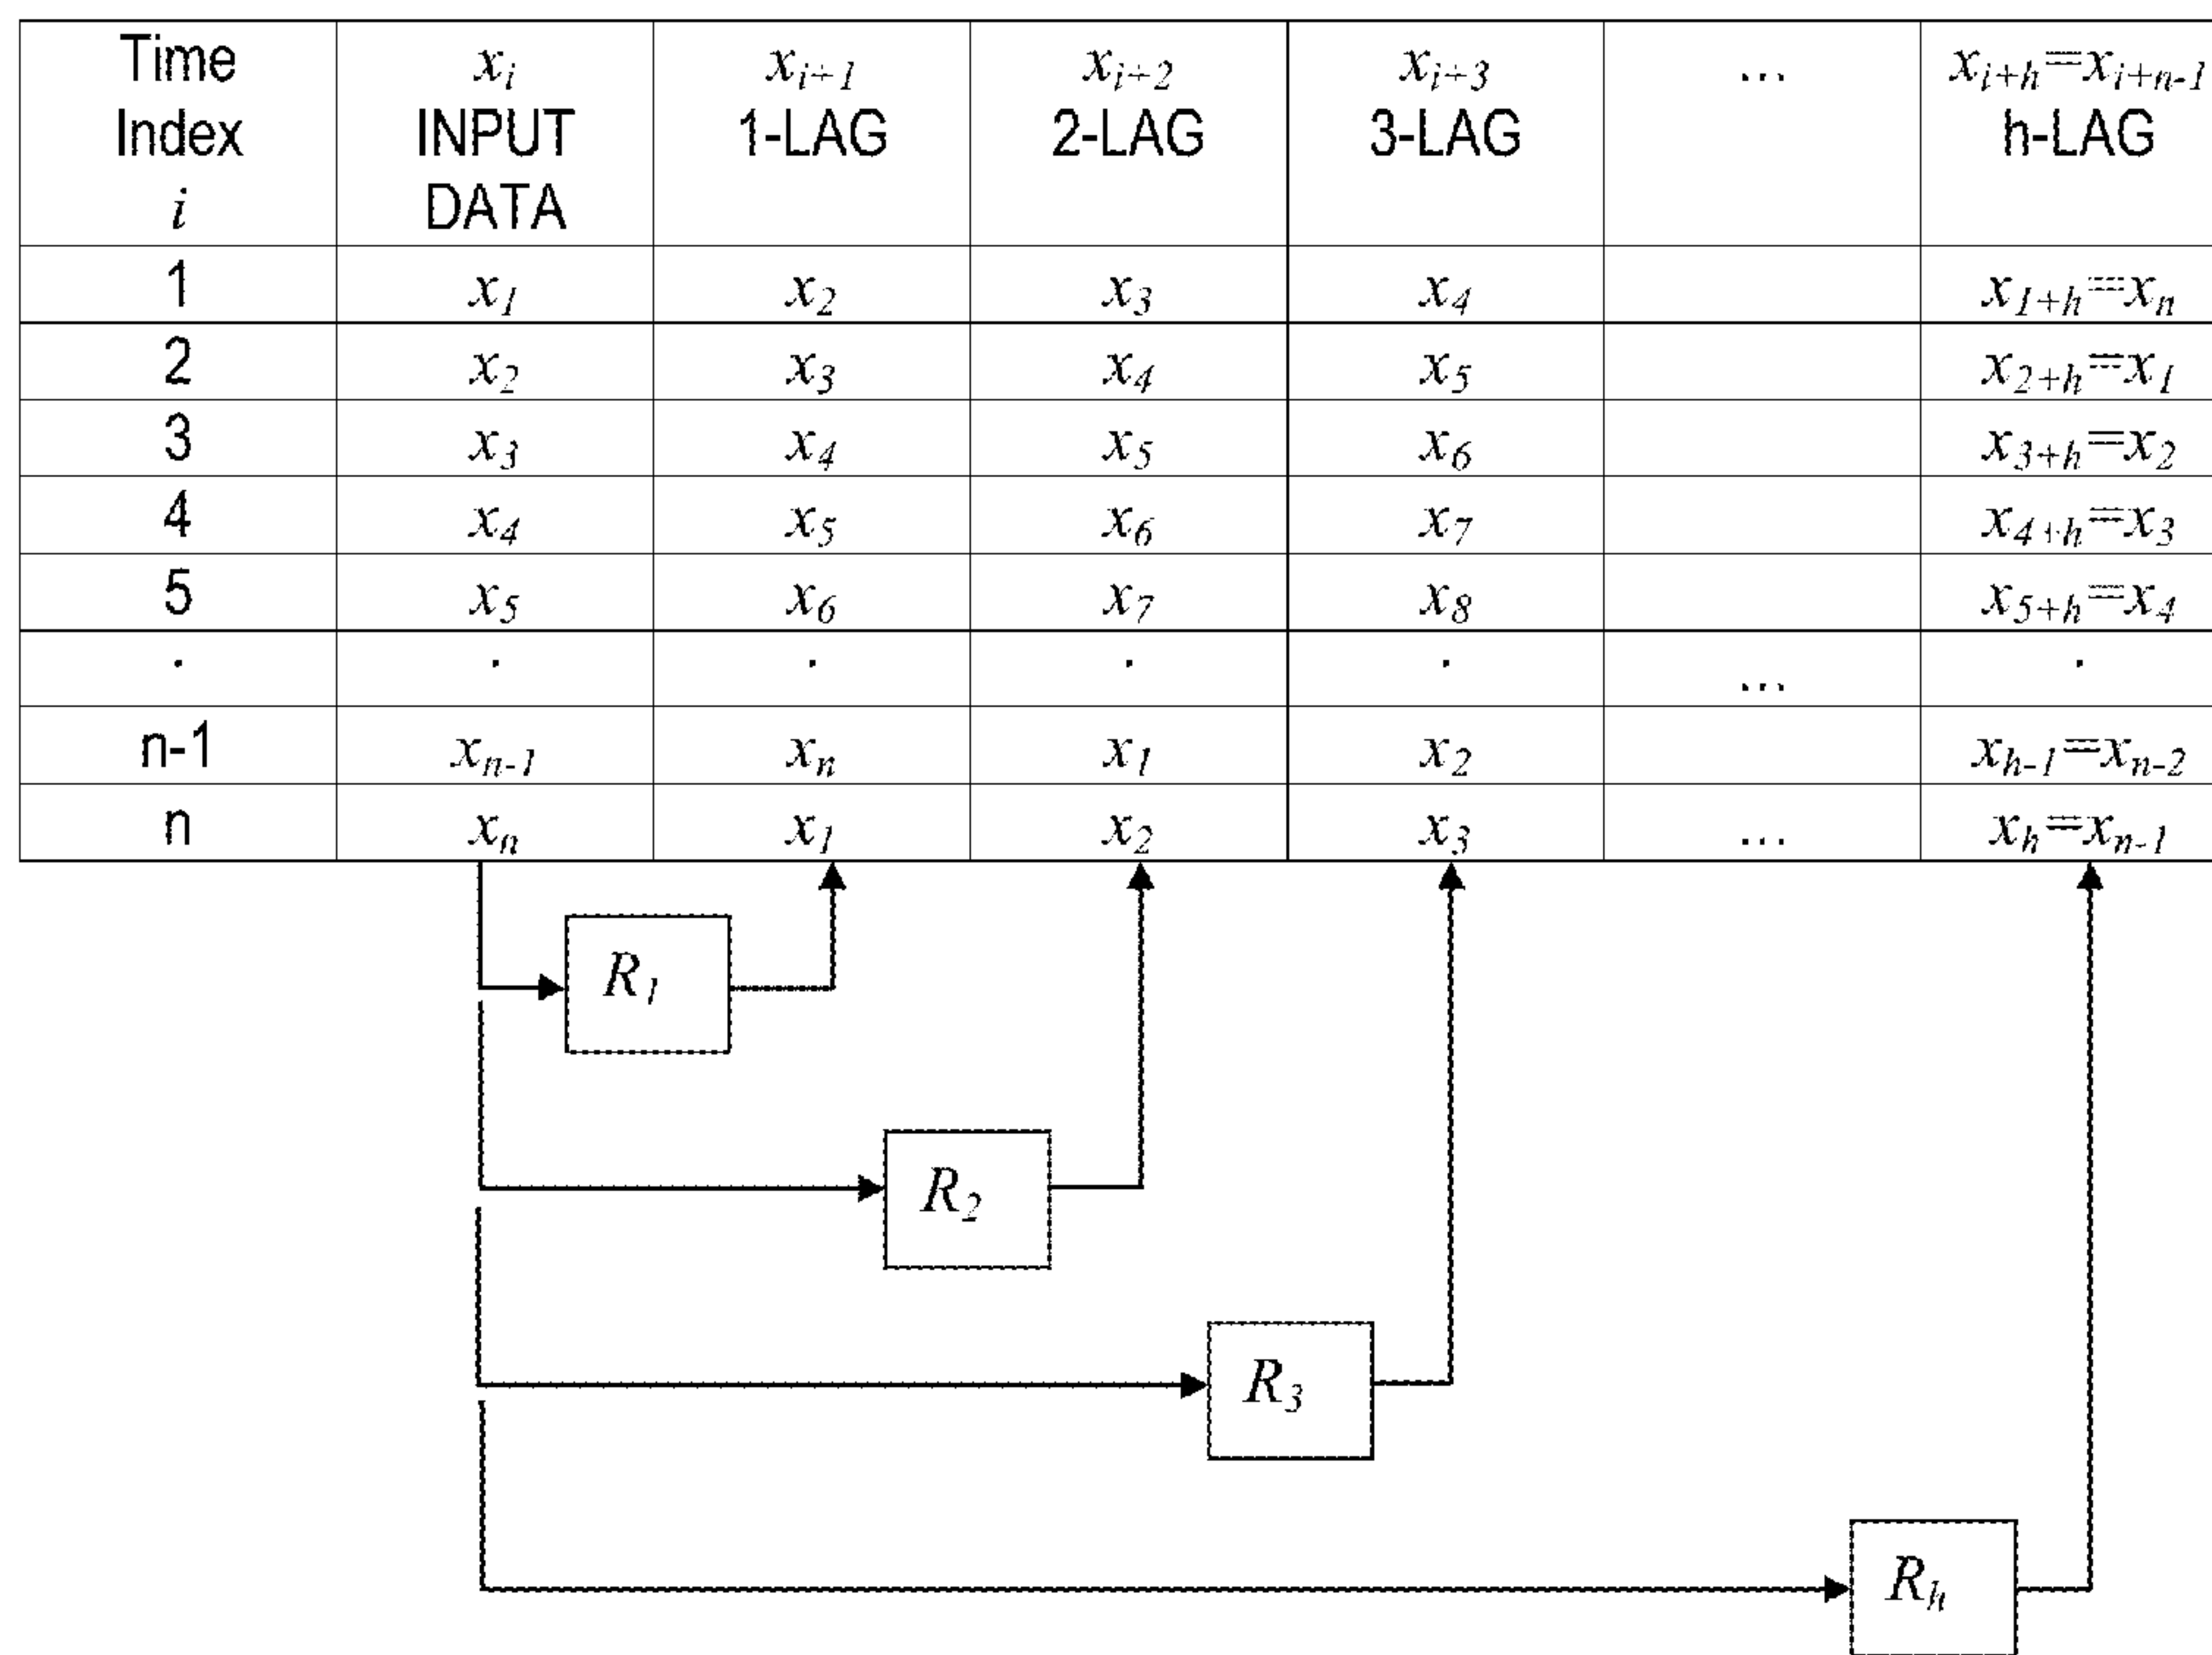 Time Index i | x_i INPUT DATA | x_{i+1} 1-LAG | x_{i+2} 2-LAG | x_{i+3} 3-LAG | ... | x_{i+h}=x_{i+n-1} h-LAG
1 | x_1 | x_2 | x_3 | x_4 | | x_{1+h}=x_n
2 | x_2 | x_3 | x_4 | x_5 | | x_{2+h}=x_1
3 | x_3 | x_4 | x_5 | x_6 | | x_{3+h}=x_2
4 | x_4 | x_5 | x_6 | x_7 | | x_{4+h}=x_3
5 | x_5 | x_6 | x_7 | x_8 | | x_{5+h}=x_4
. | . | . | . | . | ... | .
n-1 | x_{n-1} | x_n | x_1 | x_2 | | x_{h-1}=x_{n-2}
n | x_n | x_1 | x_2 | x_3 | ... | x_h=x_{n-1}
R_1
R_2
R_3
R_h